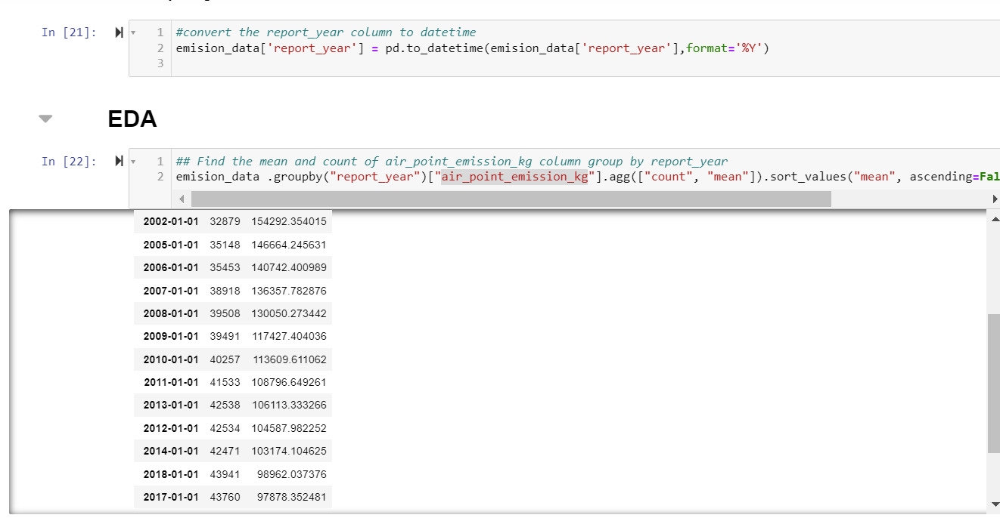 In [21]:
1 #convert the report_year column to datetime
2 emision_data['report_year'] = pd.to_datetime(emision_data['report_year'],format='%Y')
3
EDA
In [22]:
1 ## Find the mean and count of air_point_emission_kg column group by report_year
2 emision_data .groupby("report_year")["air_point_emission_kg"].agg(["count", "mean"]).sort_values("mean", ascending=Fal
2002-01-01 32879 154292.354015
2005-01-01 35148 146664.245631
2006-01-01 35453 140742.400989
2007-01-01 38918 136357.782876
2008-01-01 39508 130050.273442
2009-01-01 39491 117427.404036
2010-01-01 40257 113609.611062
2011-01-01 41533 108796.649261
2013-01-01 42538 106113.333266
2012-01-01 42534 104587.982252
2014-01-01 42471 103174.104625
2018-01-01 43941 98962.037376
2017-01-01 43760 97878.352481